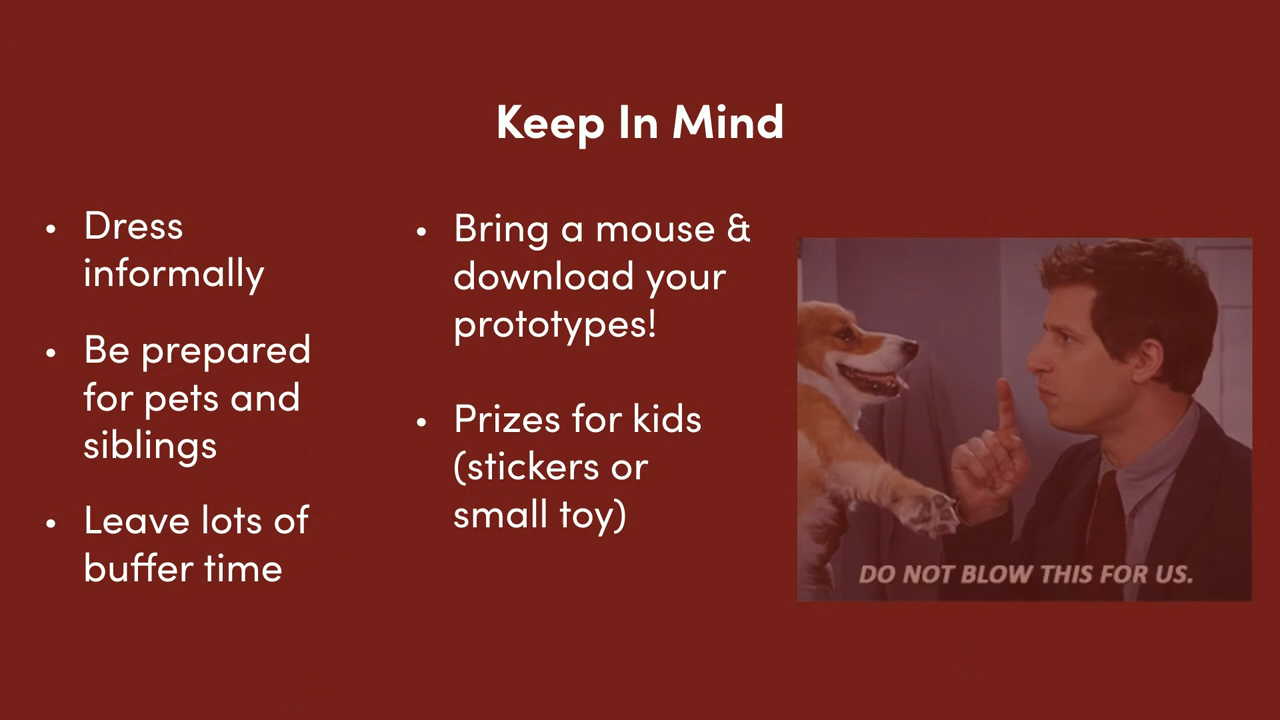 Keep In Mind
• Dress
informally
• Be prepared
for pets and
siblings
• Leave lots of
buffer time
• Bring a mouse &
download your
prototypes!
• Prizes for kids
(stickers or
small toy)
DO NOT BLOW THIS FOR US.